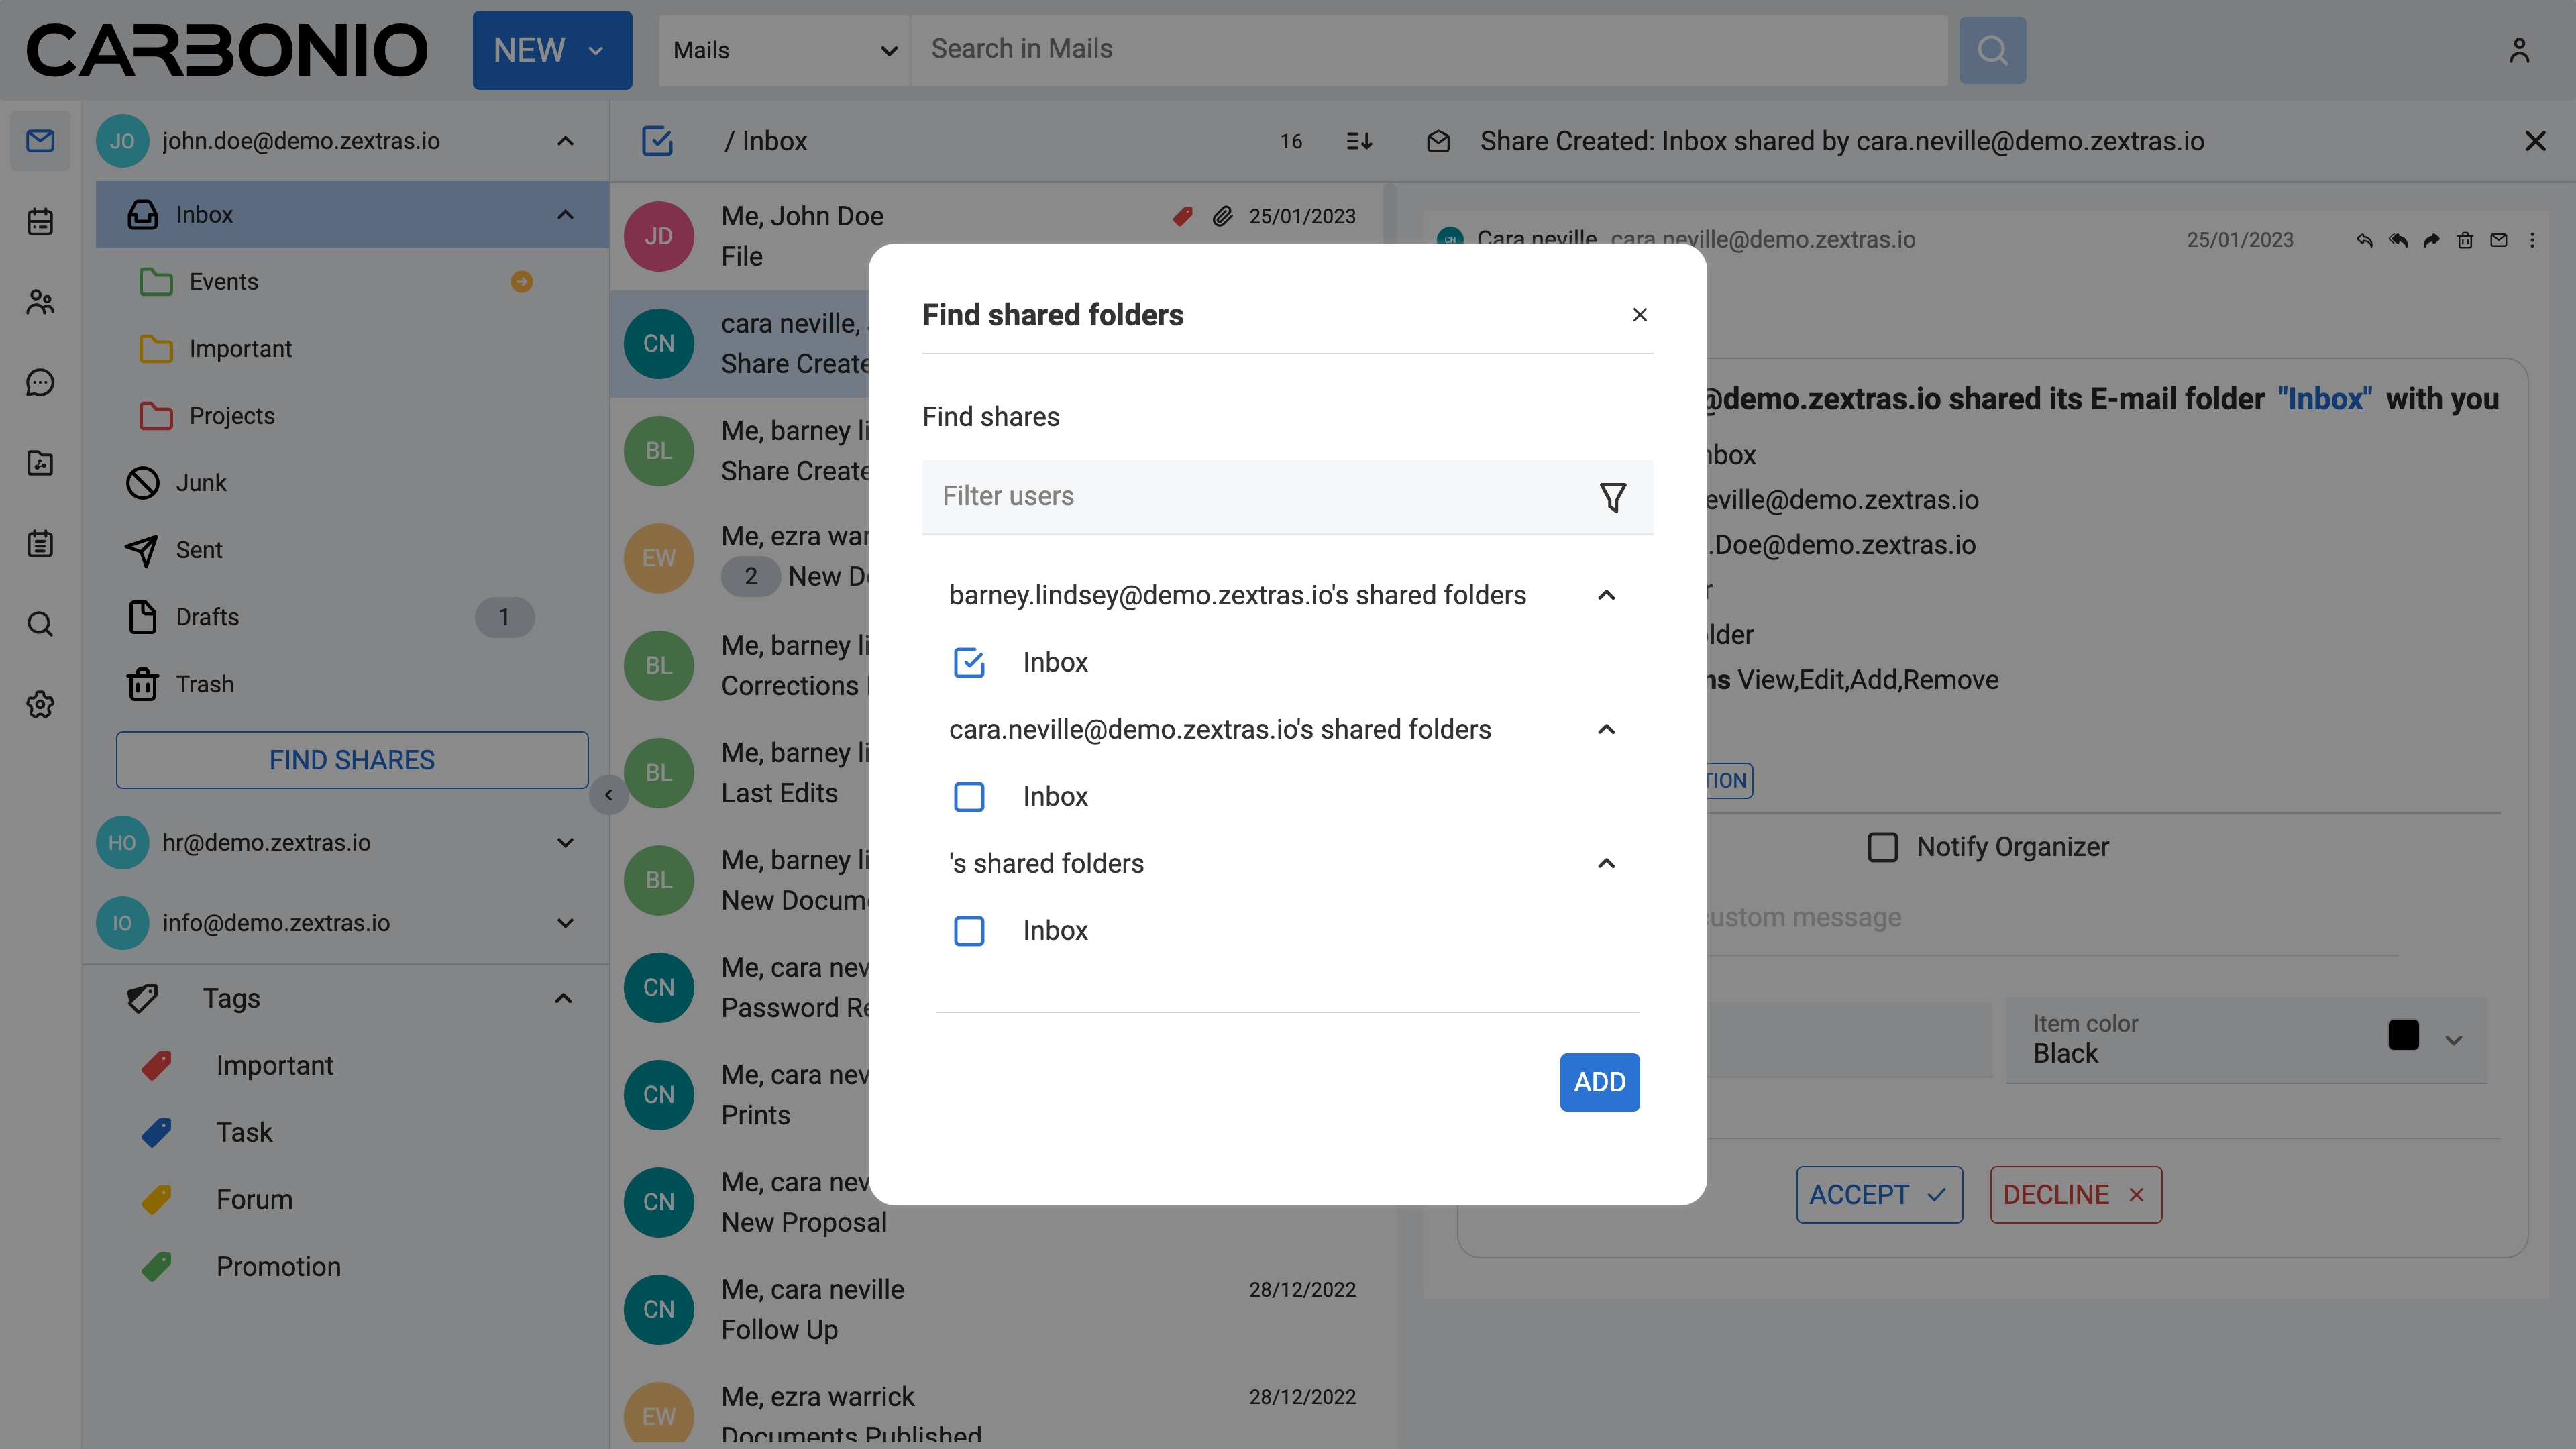 CARBONIO
NEW
Mails
Search in Mails
JO
john.doe@demo.zextras.io
Inbox
Events
Important
Projects
Junk
Sent
Drafts
1
Trash
FIND SHARES
HO
hr@demo.zextras.io
IO
info@demo.zextras.io
Tags
Important
Task
Forum
Promotion
/ Inbox
16
JD
Me, John Doe
25/01/2023
File
CN
cara neville,
Share Create
BL
Me, barney li
Share Create
EW
Me, ezra war
2
New D
BL
Me, barney li
Corrections
BL
Me, barney li
Last Edits
BL
Me, barney li
New Docum
CN
Me, cara nev
Password Re
CN
Me, cara nev
Prints
CN
Me, cara nev
New Proposal
CN
Me, cara neville
28/12/2022
Follow Up
EW
Me, ezra warrick
28/12/2022
Documents Published
Share Created: Inbox shared by cara.neville@demo.zextras.io
CN
Cara neville
cara.neville@demo.zextras.io
25/01/2023
@demo.zextras.io shared its E-mail folder "Inbox" with you
nbox
eville@demo.zextras.io
.Doe@demo.zextras.io
r
lder
ns View,Edit,Add,Remove
TION
Notify Organizer
custom message
Item color
Black
ACCEPT
DECLINE
Find shared folders
Find shares
Filter users
barney.lindsey@demo.zextras.io's shared folders
Inbox
cara.neville@demo.zextras.io's shared folders
Inbox
's shared folders
Inbox
ADD